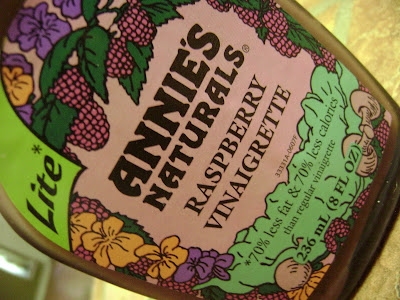 Lite*
ANNIE'S
NATURALS®
RASPBERRY
VINAIGRETTE
*70% less fat & 70% less calories
than regular vinaigrette
236 mL (8 FL OZ)